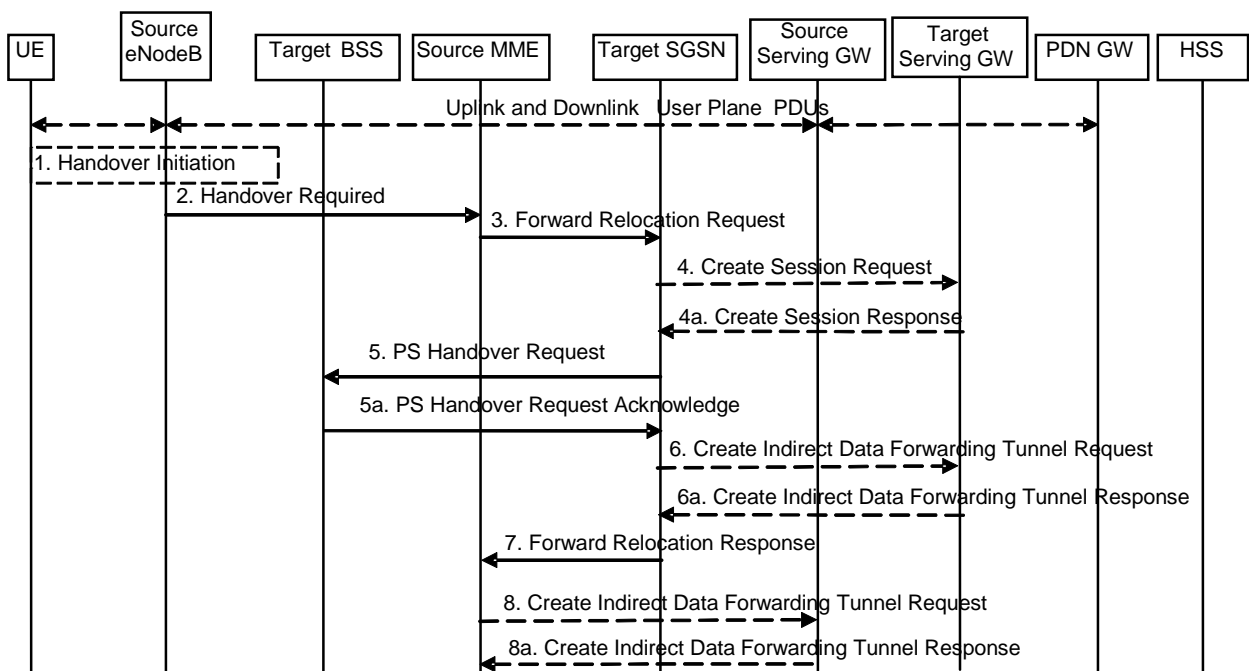 UE
Source
eNodeB
Target BSS
Source MME
Target SGSN
Source
Serving GW
Target
Serving GW
PDN GW
HSS
Uplink and Downlink User Plane PDUs
1. Handover Initiation
2. Handover Required
3. Forward Relocation Request
4. Create Session Request
4a. Create Session Response
5. PS Handover Request
5a. PS Handover Request Acknowledge
6. Create Indirect Data Forwarding Tunnel Request
6a. Create Indirect Data Forwarding Tunnel Response
7. Forward Relocation Response
8. Create Indirect Data Forwarding Tunnel Request
8a. Create Indirect Data Forwarding Tunnel Response